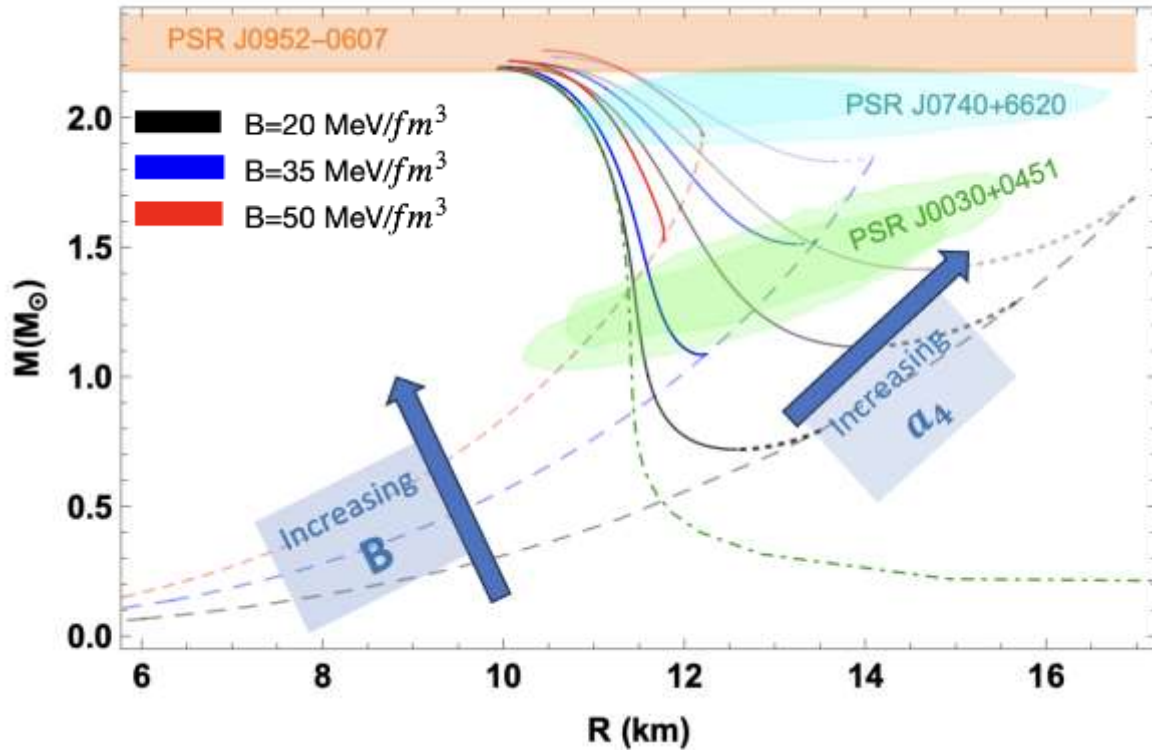 PSR J0952–0607
B=20 MeV/fm³
B=35 MeV/fm³
B=50 MeV/fm³
PSR J0740+6620
PSR J0030+0451
Increasing
B
Increasing
a₄
M(M⊙)
2.0
1.5
1.0
0.5
0.0
6 8 10 12 14 16
R (km)